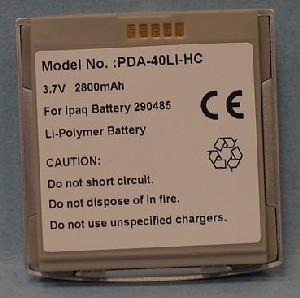 Model No. :PDA-40LI-HC
3.7V 2800mAh
For Ipaq Battery 290485
Li-Polymer Battery
CE
CAUTION:
Do not short circuit.
Do not dispose of in fire.
Do not use unspecified chargers.